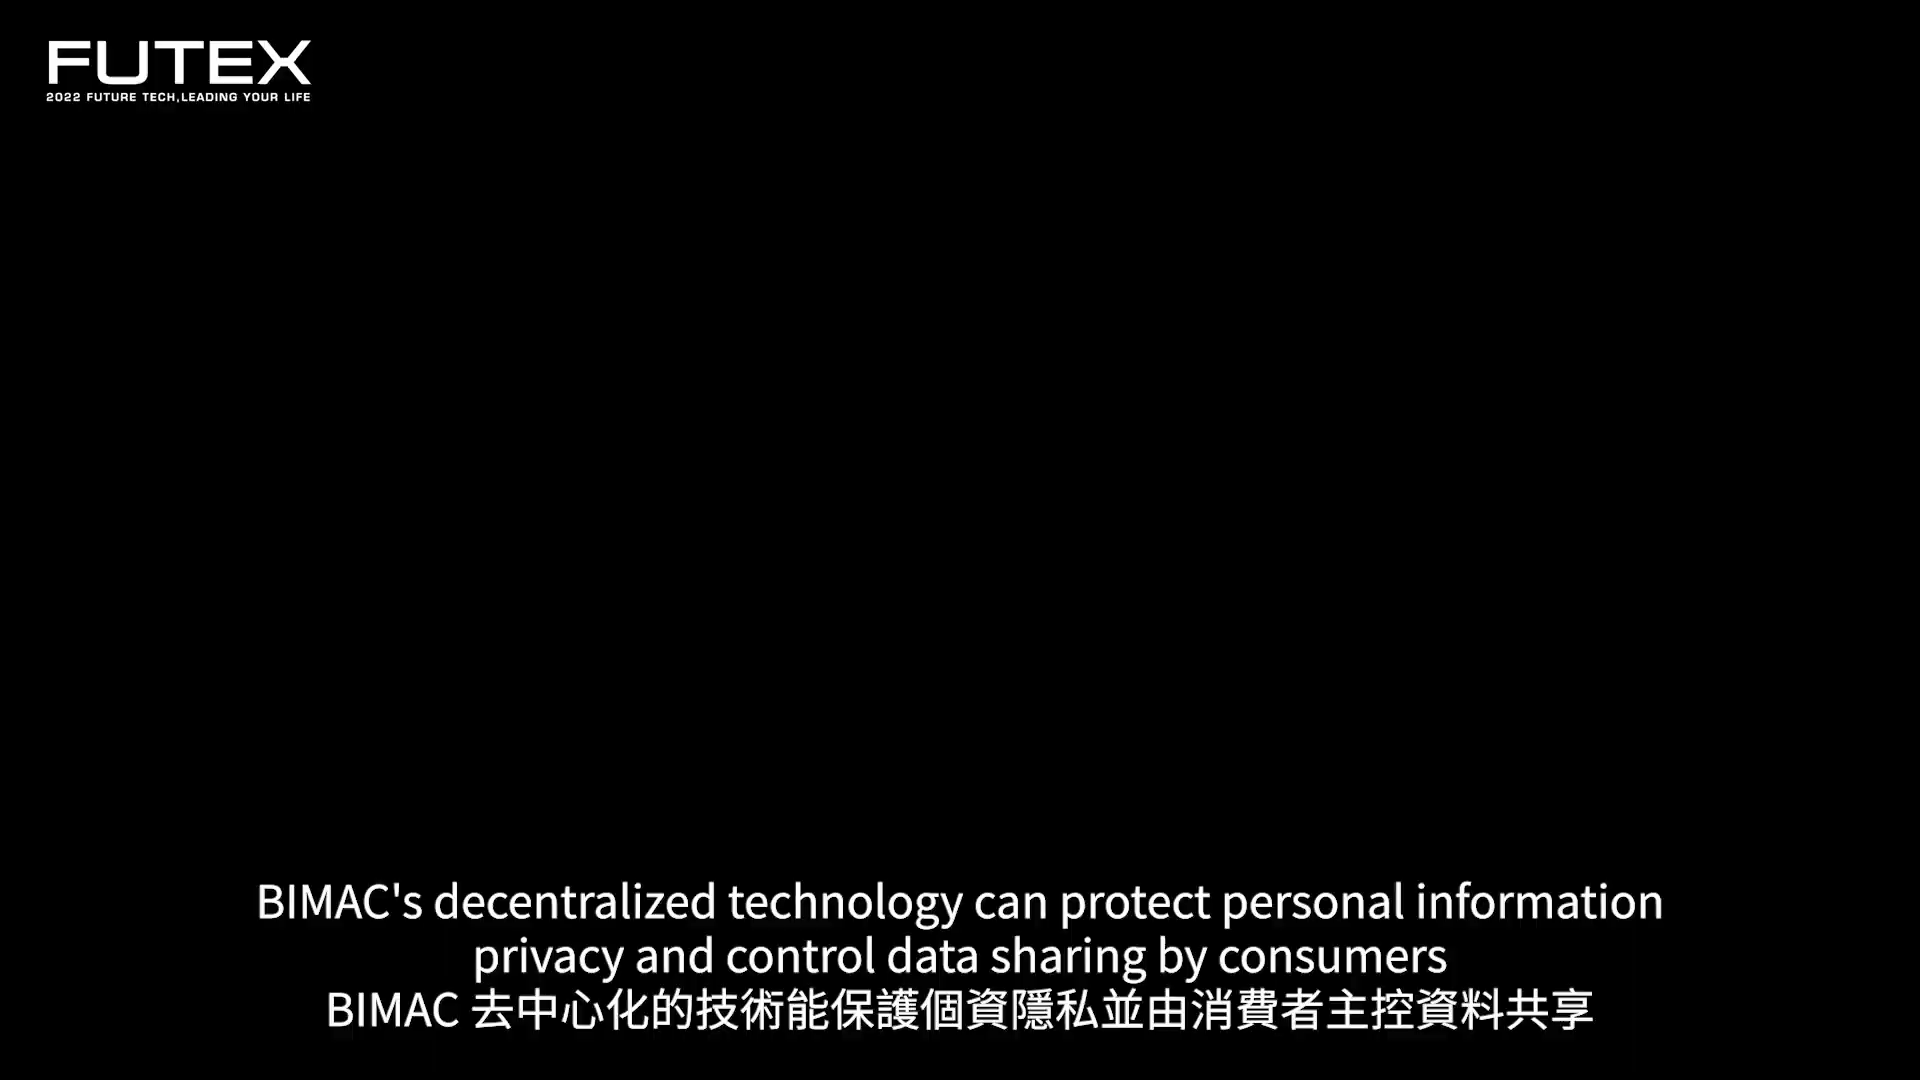 FUTEX
2022 FUTURE TECH,LEADING YOUR LIFE
BIMAC's decentralized technology can protect personal information
privacy and control data sharing by consumers
BIMAC 去中心化的技術能保護個資隱私並由消費者主控資料共享